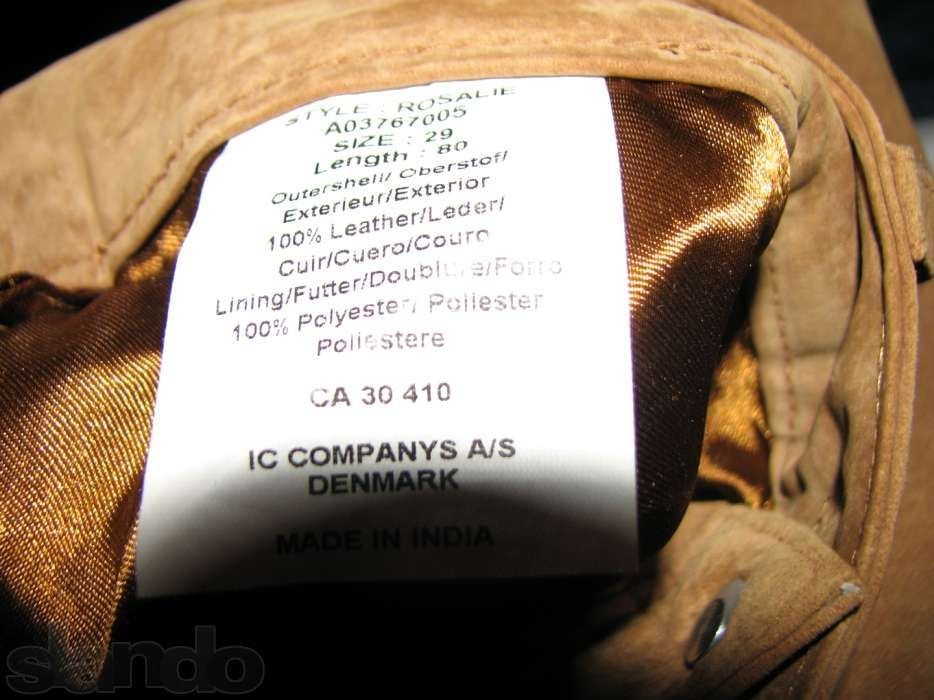 STYLE : ROSALIE
A03767005
SIZE : 29
Length : 80
Outershell/ Oberstof/
Exterieur/Exterior
100% Leather/Leder/
Cuir/Cuero/Couro
Lining/Futter/Doublure/Forro
100% Polyester/ Poliester
Poliestere
CA 30 410
IC COMPANYS A/S
DENMARK
MADE IN INDIA
slando